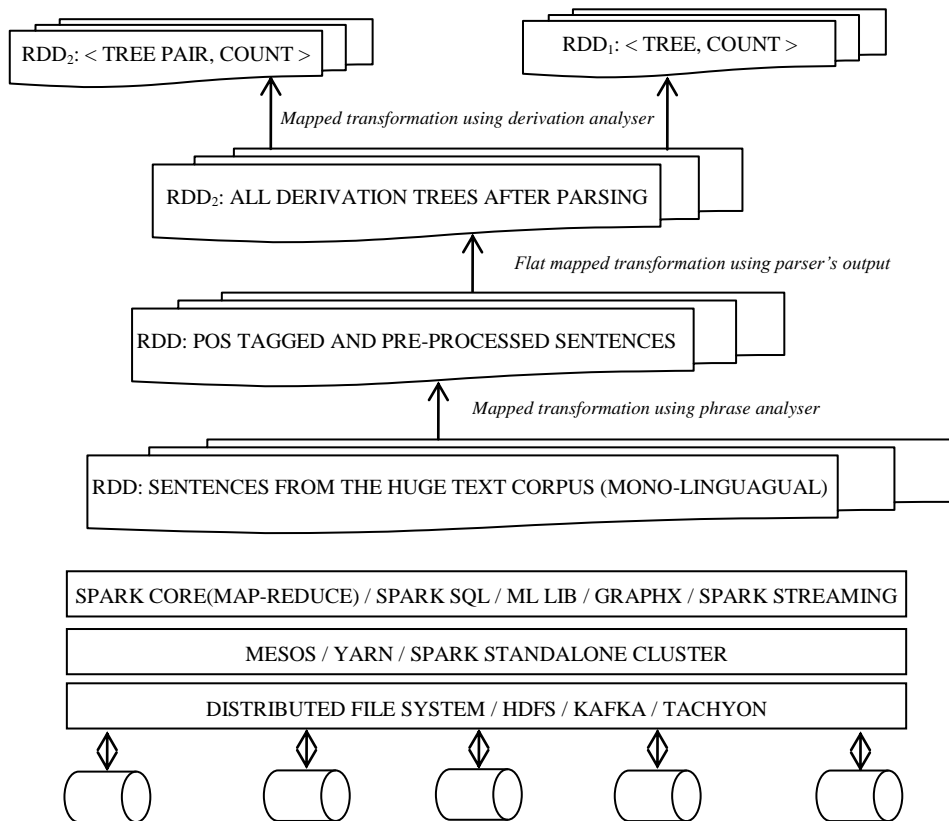 RDD₂: < TREE PAIR, COUNT >
RDD₁: < TREE, COUNT >
Mapped transformation using derivation analyser
RDD₂: ALL DERIVATION TREES AFTER PARSING
Flat mapped transformation using parser’s output
RDD: POS TAGGED AND PRE-PROCESSED SENTENCES
Mapped transformation using phrase analyser
RDD: SENTENCES FROM THE HUGE TEXT CORPUS (MONO-LINGUAGUAL)
SPARK CORE(MAP-REDUCE) / SPARK SQL / ML LIB / GRAPHX / SPARK STREAMING
MESOS / YARN / SPARK STANDALONE CLUSTER
DISTRIBUTED FILE SYSTEM / HDFS / KAFKA / TACHYON